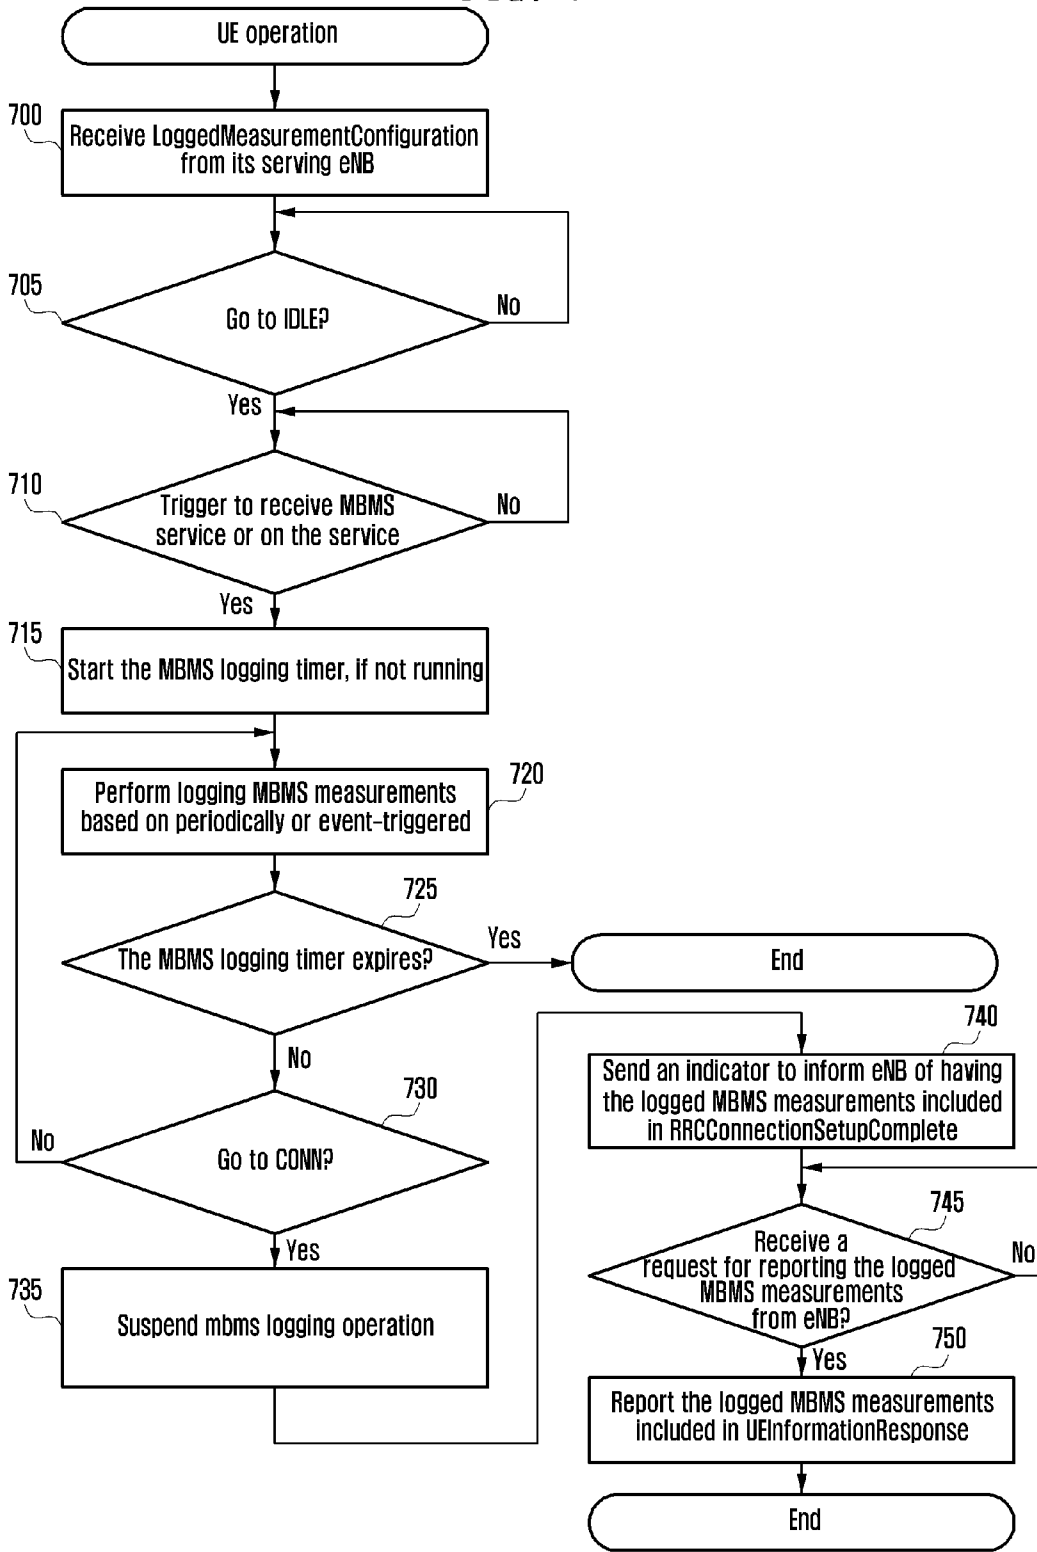 UE operation
700
Receive LoggedMeasurementConfiguration
from its serving eNB
705
Go to IDLE?
No
Yes
710
Trigger to receive MBMS
service or on the service
No
Yes
715
Start the MBMS logging timer, if not running
720
Perform logging MBMS measurements
based on periodically or event-triggered
725
The MBMS logging timer expires?
Yes
End
No
730
Go to CONN?
No
Yes
735
Suspend mbms logging operation
740
Send an indicator to inform eNB of having
the logged MBMS measurements included
in RRCConnectionSetupComplete
745
Receive a
request for reporting the logged
MBMS measurements
from eNB?
No
Yes
750
Report the logged MBMS measurements
included in UEInformationResponse
End